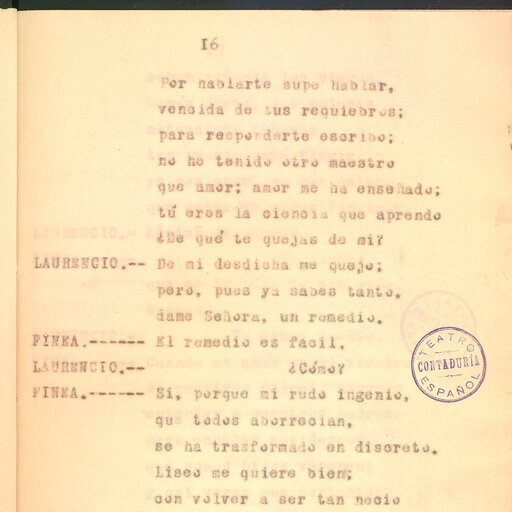 16
Por hablarte supe hablar,
vencida de tus requiebros;
para responderte escribo;
no he tenido otro maestro
que amor; amor me ha enseñado;
tú eres la ciencia que aprendo
¿De qué te quejas de mi?
LAURENCIO.-- De mi desdicha me quejo;
pero, pues ya sabes tanto,
dame Señora, un remedio.
FINEA.------ El remedio es facil.
LAURENCIO.-- ¿Cómo?
FINEA.------ Si, porque mi rudo ingenio,
que todos aborrecian,
se ha trasformado en discreto.
Liseo me quiere bien;
con volver a ser tan necio
TEATRO
CONTADURÍA
ESPAÑOL